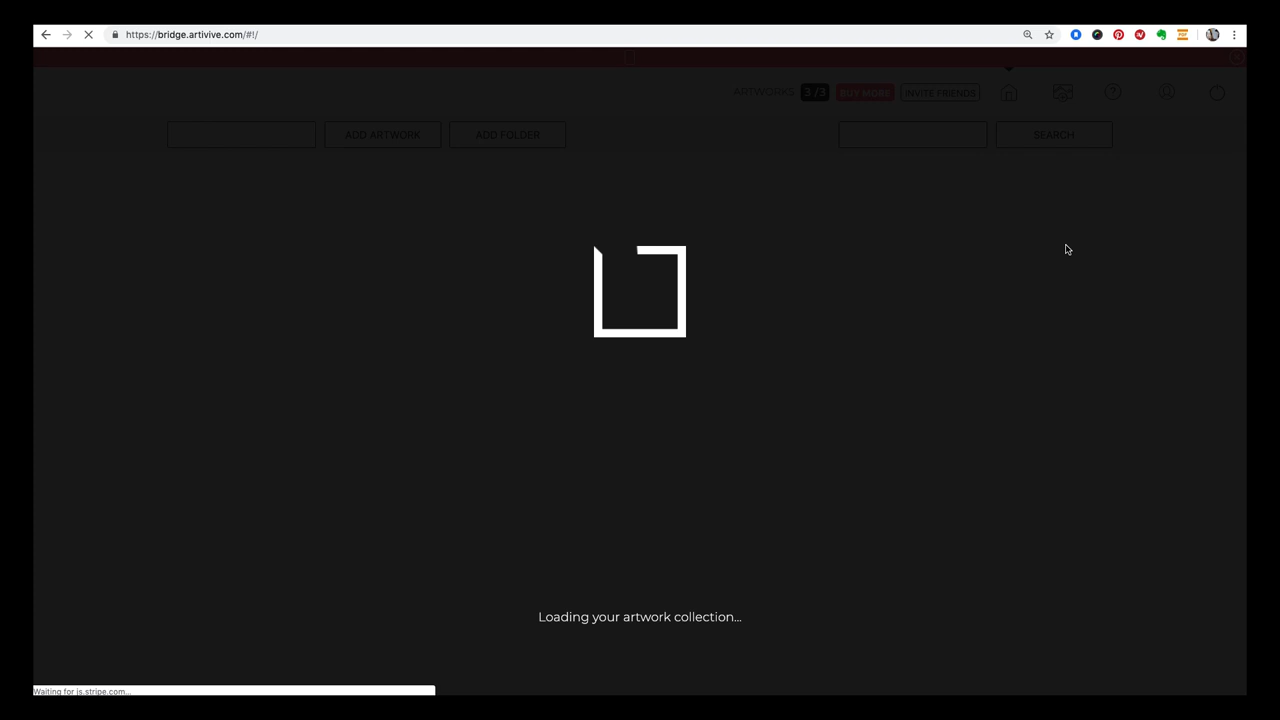 https://bridge.artivive.com/#!/
ARTWORKS 3 /3 BUY MORE INVITE FRIENDS
ADD ARTWORK ADD FOLDER SEARCH
Loading your artwork collection...
Waiting for js.stripe.com...